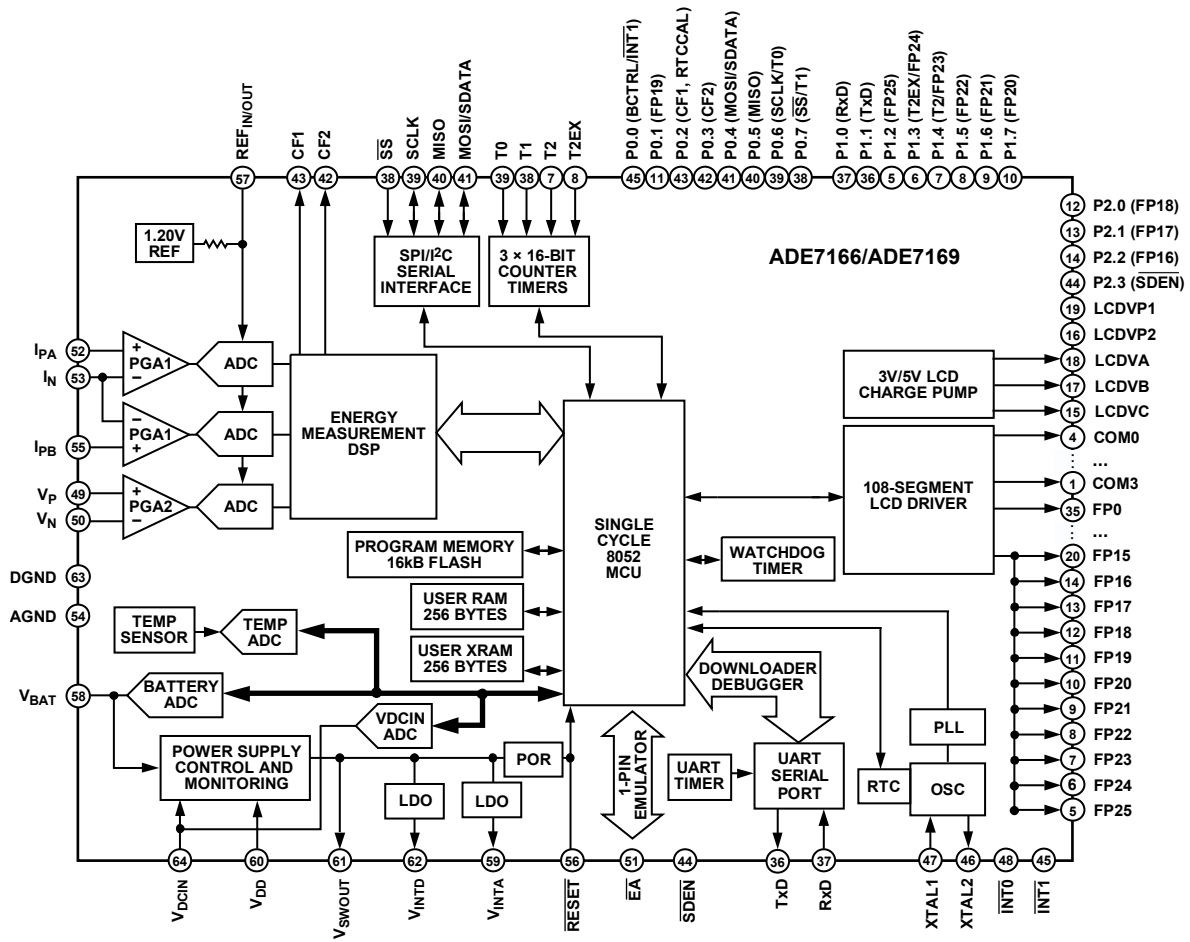 REFIN/OUT
CF1
CF2
SS
SCLK
MISO
MOSI/SDATA
T0
T1
T2
T2EX
P0.0 (BCTRL/INT1)
P0.1 (FP19)
P0.2 (CF1, RTCCAL)
P0.3 (CF2)
P0.4 (MOSI/SDATA)
P0.5 (MISO)
P0.6 (SCLK/T0)
P0.7 (SS/T1)
P1.0 (RxD)
P1.1 (TxD)
P1.2 (FP25)
P1.3 (T2EX/FP24)
P1.4 (T2/FP23)
P1.5 (FP22)
P1.6 (FP21)
P1.7 (FP20)
57
43
42
38
39
40
41
39
38
7
8
45
11
43
42
41
40
39
38
37
36
5
6
7
8
9
10
12 P2.0 (FP18)
13 P2.1 (FP17)
14 P2.2 (FP16)
44 P2.3 (SDEN)
19 LCDVP1
16 LCDVP2
18 LCDVA
17 LCDVB
15 LCDVC
4 COM0
...
1 COM3
35 FP0
...
20 FP15
14 FP16
13 FP17
12 FP18
11 FP19
10 FP20
9 FP21
8 FP22
7 FP23
6 FP24
5 FP25
ADE7166/ADE7169
1.20V
REF
SPI/I2C
SERIAL
INTERFACE
3 × 16-BIT
COUNTER
TIMERS
IPA 52
IN 53
IPB 55
VP 49
VN 50
DGND 63
AGND 54
VBAT 58
+
PGA1
−
ADC
−
PGA1
+
ADC
+
PGA2
−
ADC
ENERGY
MEASUREMENT
DSP
3V/5V LCD
CHARGE PUMP
108-SEGMENT
LCD DRIVER
SINGLE
CYCLE
8052
MCU
PROGRAM MEMORY
16kB FLASH
USER RAM
256 BYTES
USER XRAM
256 BYTES
WATCHDOG
TIMER
TEMP
SENSOR
TEMP
ADC
BATTERY
ADC
VDCIN
ADC
DOWNLOADER
DEBUGGER
POWER SUPPLY
CONTROL AND
MONITORING
LDO
LDO
POR
1-PIN
EMULATOR
UART
TIMER
UART
SERIAL
PORT
PLL
RTC
OSC
64
60
61
62
59
56
51
44
36
37
47
46
48
45
VDCIN
VDD
VSWOUT
VINTD
VINTA
RESET
EA
SDEN
TxD
RxD
XTAL1
XTAL2
INT0
INT1